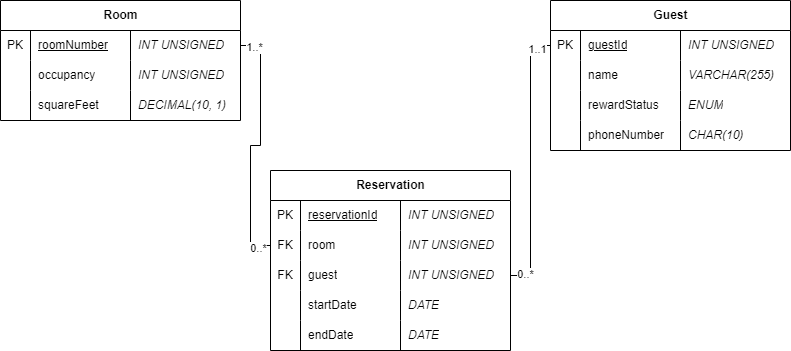 Room
PK roomNumber INT UNSIGNED
occupancy INT UNSIGNED
squareFeet DECIMAL(10, 1)
1..*
Guest
1..1
PK guestId INT UNSIGNED
name VARCHAR(255)
rewardStatus ENUM
phoneNumber CHAR(10)
Reservation
PK reservationId INT UNSIGNED
0..*
FK room INT UNSIGNED
FK guest INT UNSIGNED
0..*
startDate DATE
endDate DATE